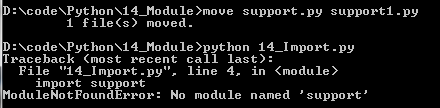 D:\code\Python\14_Module>move support.py support1.py
        1 file(s) moved.
D:\code\Python\14_Module>python 14_Import.py
Traceback (most recent call last):
  File "14_Import.py", line 4, in <module>
    import support
ModuleNotFoundError: No module named 'support'